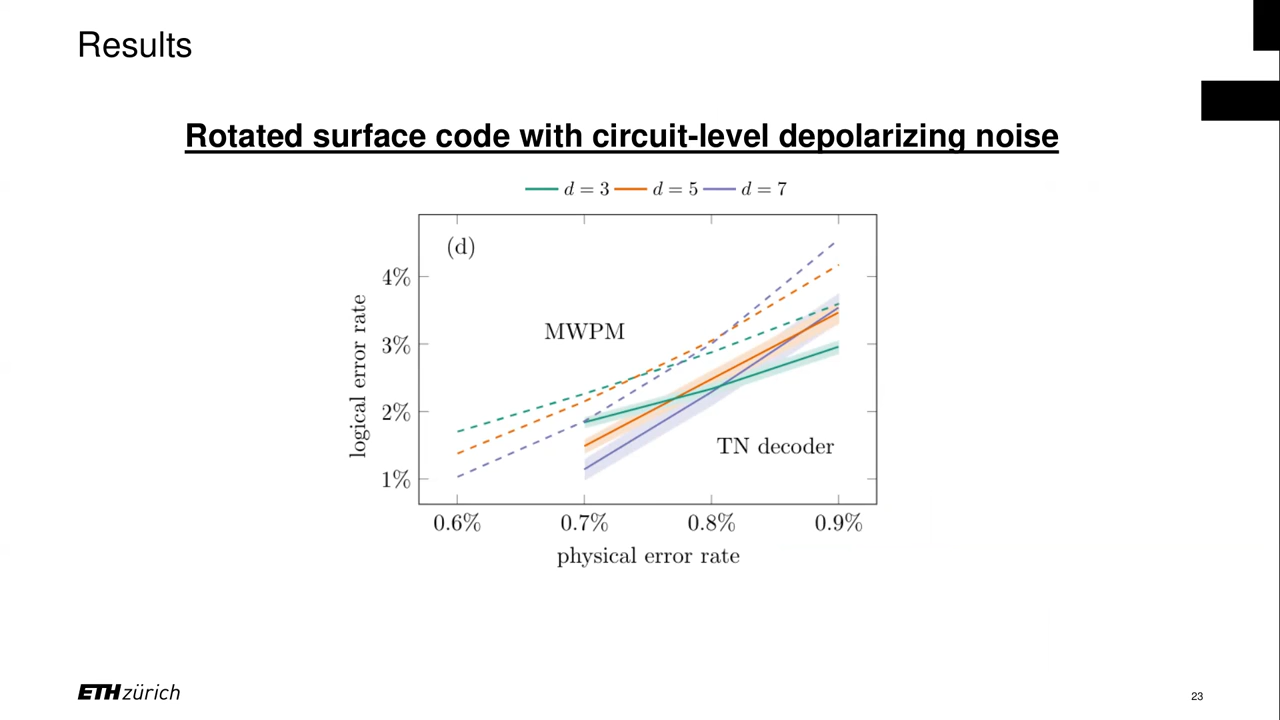 Results
Rotated surface code with circuit-level depolarizing noise
d = 3 d = 5 d = 7
(d)
4%
3%
2%
1%
logical error rate
MWPM
TN decoder
0.6% 0.7% 0.8% 0.9%
physical error rate
ETH zürich
23